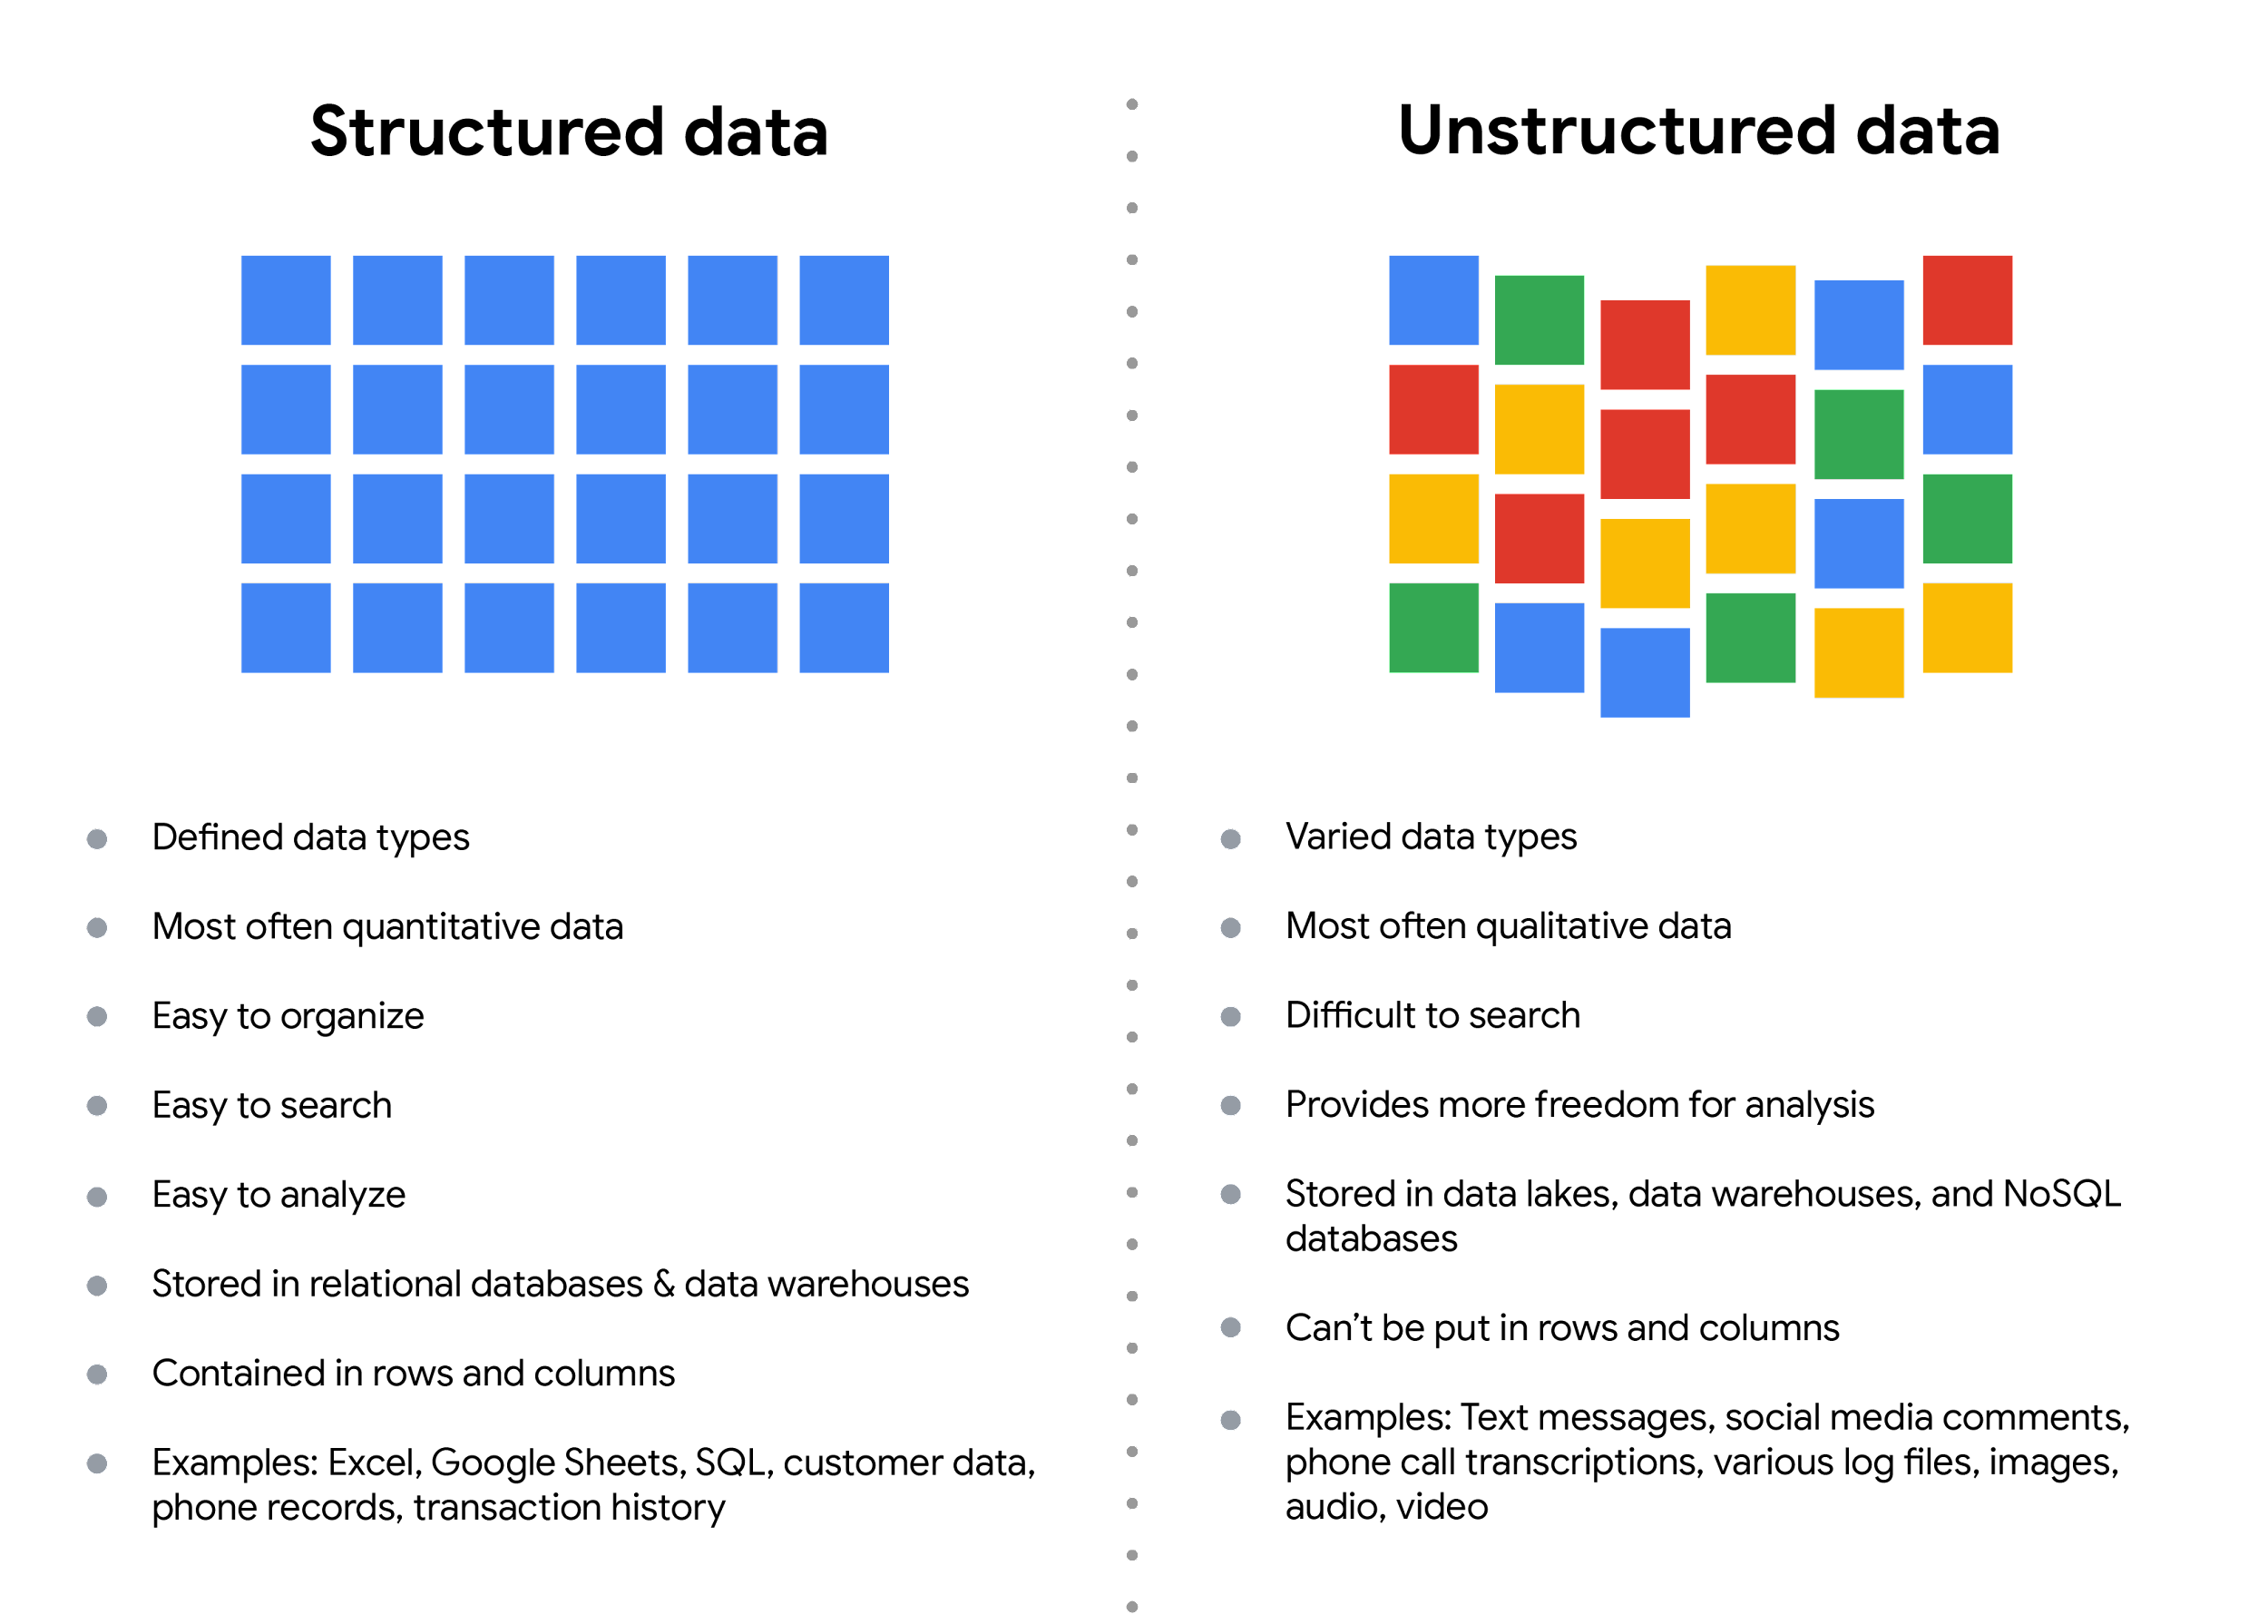 Structured data
Defined data types
Most often quantitative data
Easy to organize
Easy to search
Easy to analyze
Stored in relational databases & data warehouses
Contained in rows and columns
Examples: Excel, Google Sheets, SQL, customer data,
phone records, transaction history
Unstructured data
Varied data types
Most often qualitative data
Difficult to search
Provides more freedom for analysis
Stored in data lakes, data warehouses, and NoSQL
databases
Can’t be put in rows and columns
Examples: Text messages, social media comments,
phone call transcriptions, various log files, images,
audio, video